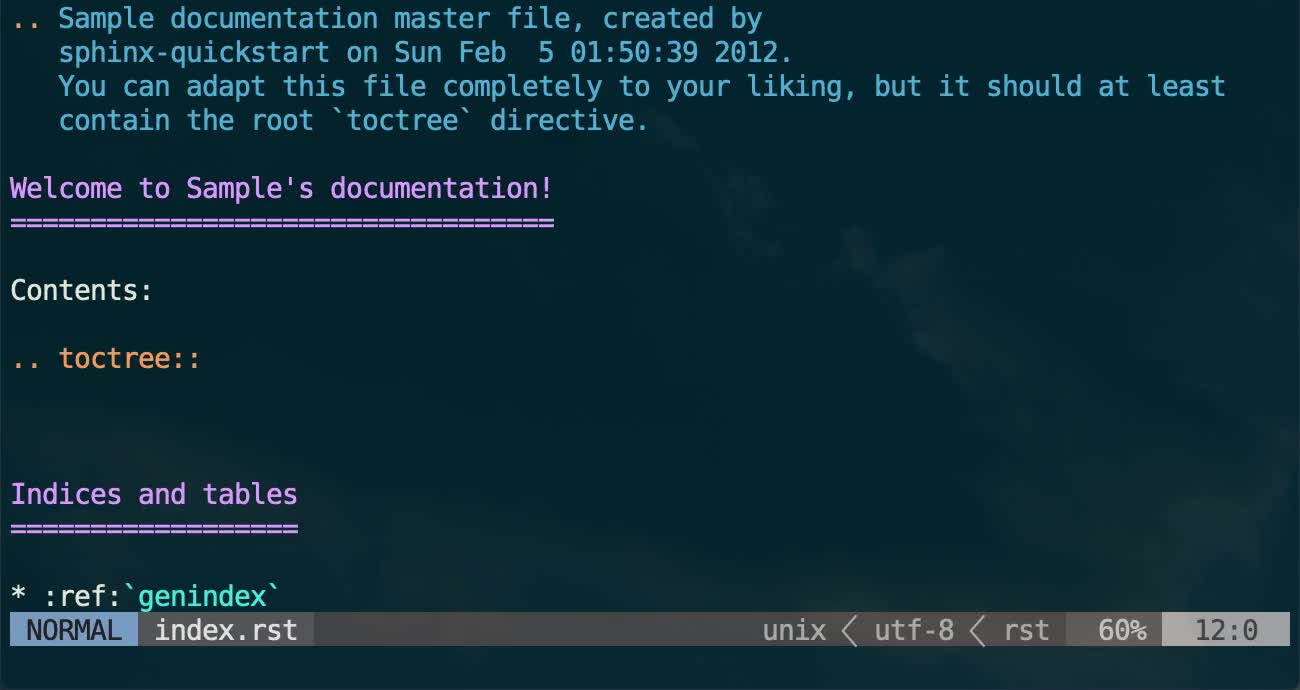 .. Sample documentation master file, created by
   sphinx-quickstart on Sun Feb  5 01:50:39 2012.
   You can adapt this file completely to your liking, but it should at least
   contain the root `toctree` directive.
Welcome to Sample's documentation!
==================================
Contents:
.. toctree::
Indices and tables
==================
* :ref:`genindex`
NORMAL index.rst unix < utf-8 < rst 60% 12:0